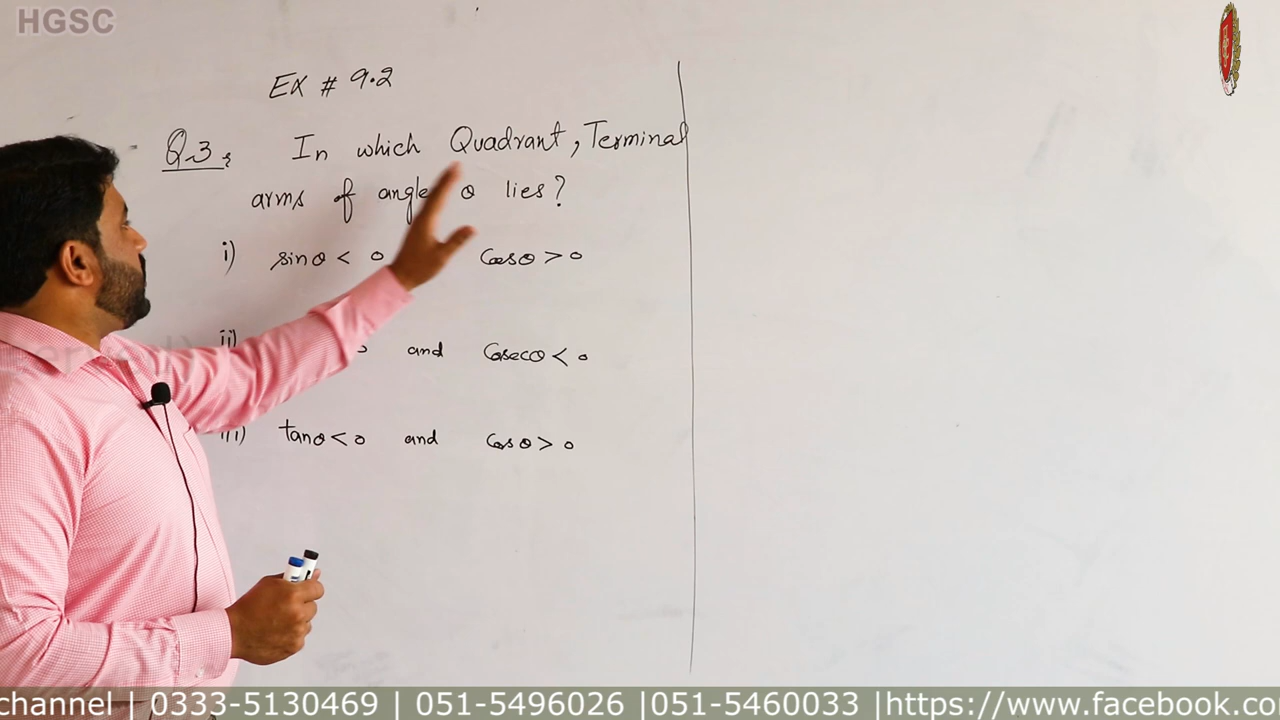 HGSC
EX # 9.2
Q.3: In which Quadrant, Terminal
arms of angle θ lies?
i) sinθ < 0 cosθ > 0
ii) and cosecθ < 0
iii) tanθ < 0 and cosθ > 0
channel | 0333-5130469 | 051-5496026 |051-5460033 |https://www.facebook.co